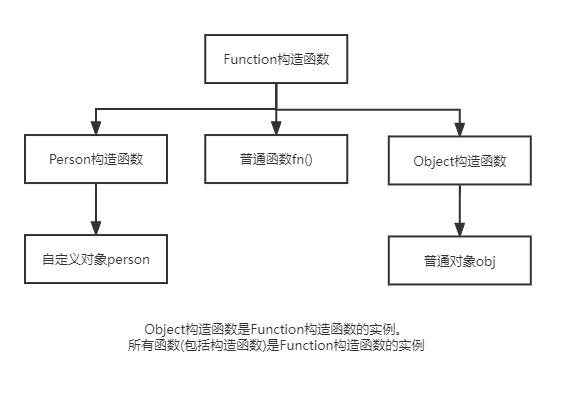 Function构造函数
Person构造函数
普通函数fn()
Object构造函数
自定义对象person
普通对象obj
Object构造函数是Function构造函数的实例。
所有函数(包括构造函数)是Function构造函数的实例